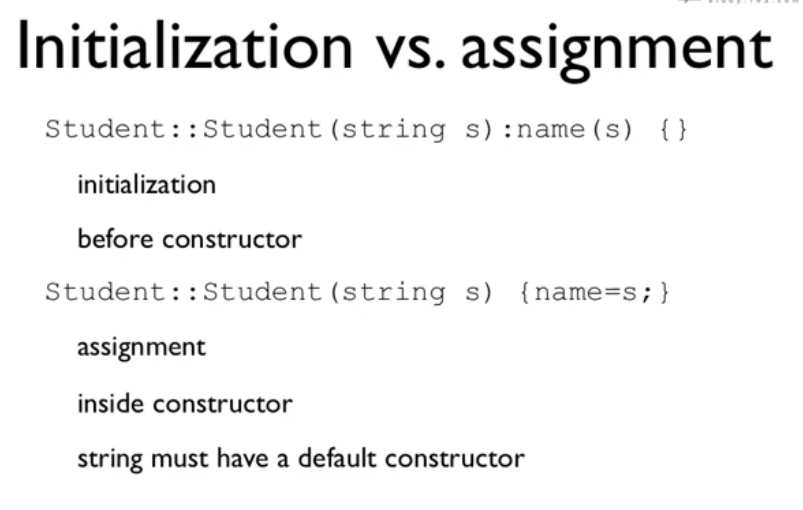 Initialization vs. assignment
Student::Student(string s):name(s) {}
initialization
before constructor
Student::Student(string s) {name=s;}
assignment
inside constructor
string must have a default constructor